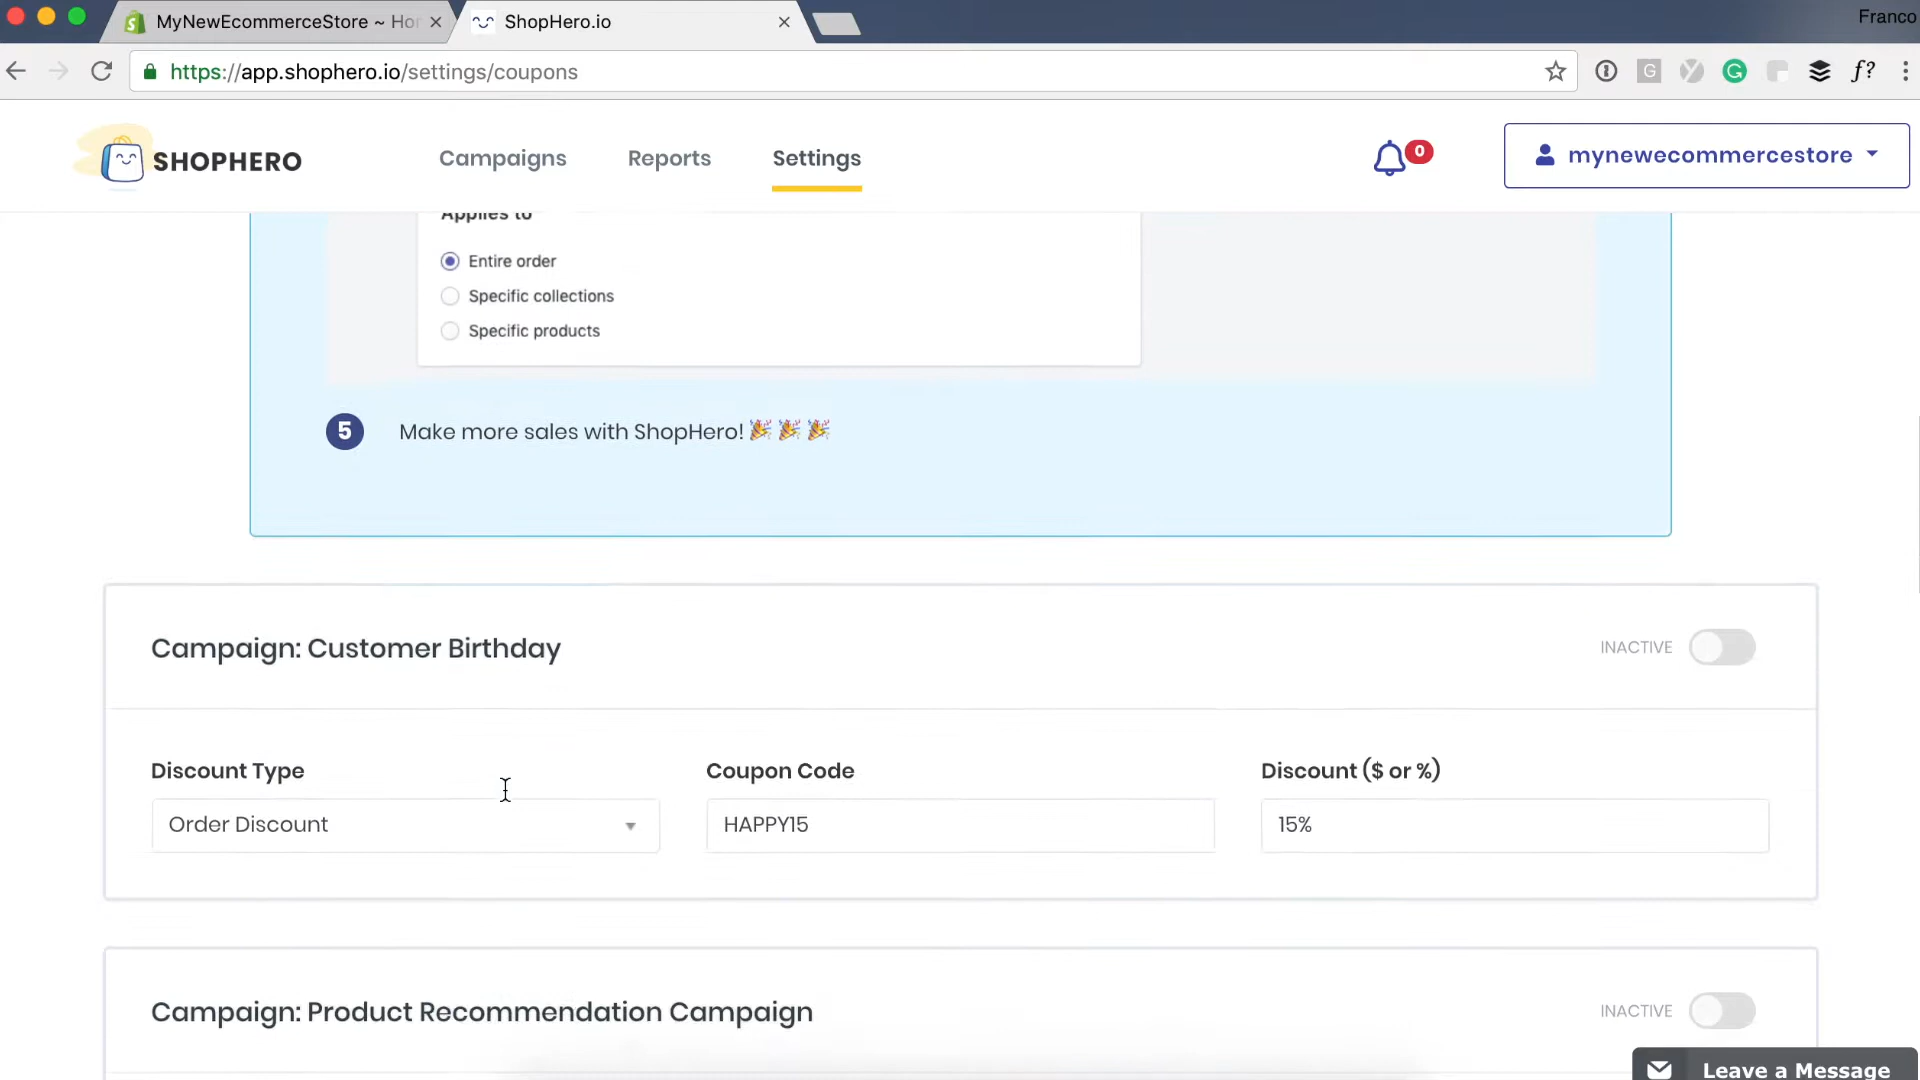 MyNewEcommerceStore ~ Ho
ShopHero.io
Franco
https://app.shophero.io/settings/coupons
SHOPHERO
Campaigns
Reports
Settings
0
mynewecommercestore
Applies to
Entire order
Specific collections
Specific products
5 Make more sales with ShopHero! 🎉 🎉 🎉
Campaign: Customer Birthday
INACTIVE
Discount Type
Coupon Code
Discount ($ or %)
Order Discount
HAPPY15
15%
Campaign: Product Recommendation Campaign
INACTIVE
Leave a Message